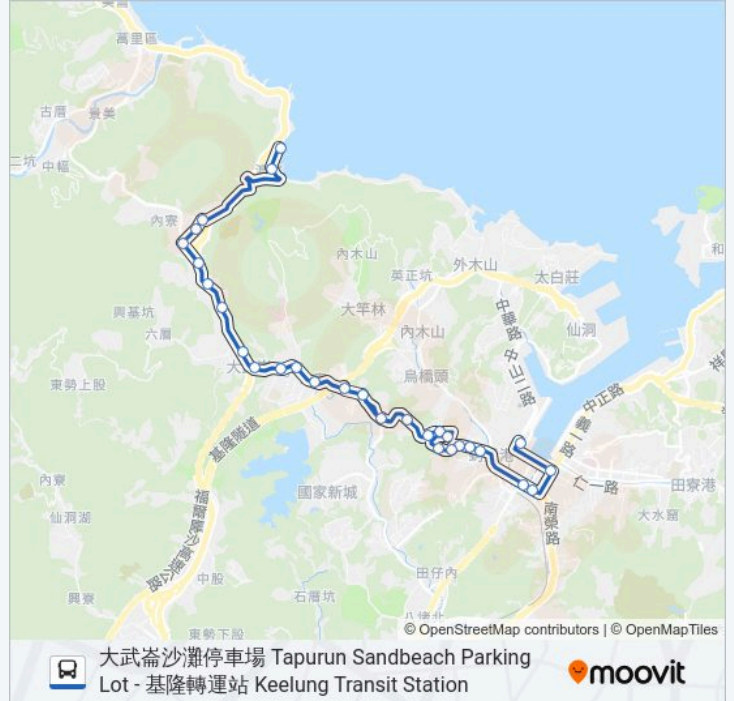 萬里區
古厝
景美
二坑
中幅
內寮
內木山
英正坑
外木山
太白莊
和
中華路
中山二路
仙洞
興基坑
六厝
大竿林
內木山
烏橋頭
東勢上股
基隆隧道
中正路
義一路
內寮
仙洞湖
福爾摩沙高速公路
國家新城
仁一路
田寮港
南榮路
大水窟
中股
田仔內
興寮
石厝坑
東勢下股
八堵北
© OpenStreetMap contributors | © OpenMapTiles
大武崙沙灘停車場 Tapurun Sandbeach Parking
Lot - 基隆轉運站 Keelung Transit Station
moovit